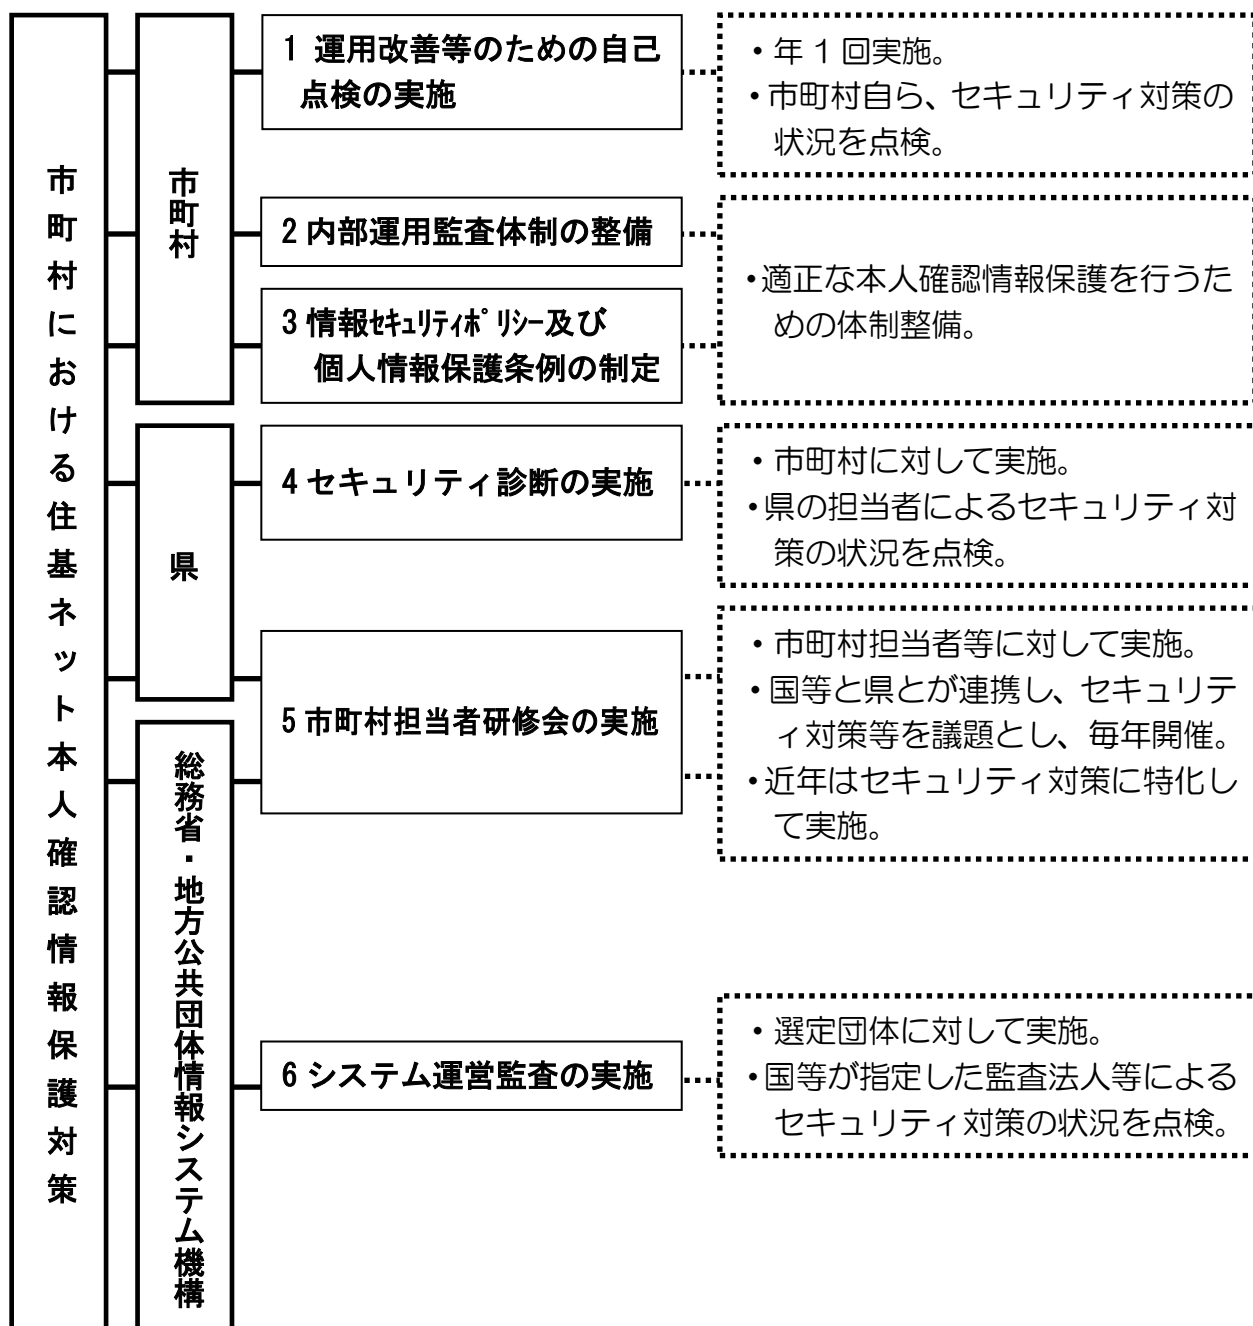 市町村における住基ネット本人確認情報保護対策
市町村
1 運用改善等のための自己
点検の実施
・年1回実施。
・市町村自ら、セキュリティ対策の
状況を点検。
2 内部運用監査体制の整備
3 情報ｾｷｭﾘﾃｨﾎﾟﾘｼｰ及び
個人情報保護条例の制定
・適正な本人確認情報保護を行うた
めの体制整備。
県
4 セキュリティ診断の実施
・市町村に対して実施。
・県の担当者によるセキュリティ対
策の状況を点検。
5 市町村担当者研修会の実施
・市町村担当者等に対して実施。
・国等と県とが連携し、セキュリテ
ィ対策等を議題とし、毎年開催。
・近年はセキュリティ対策に特化し
て実施。
総務省・地方公共団体情報システム機構
6 システム運営監査の実施
・選定団体に対して実施。
・国等が指定した監査法人等による
セキュリティ対策の状況を点検。